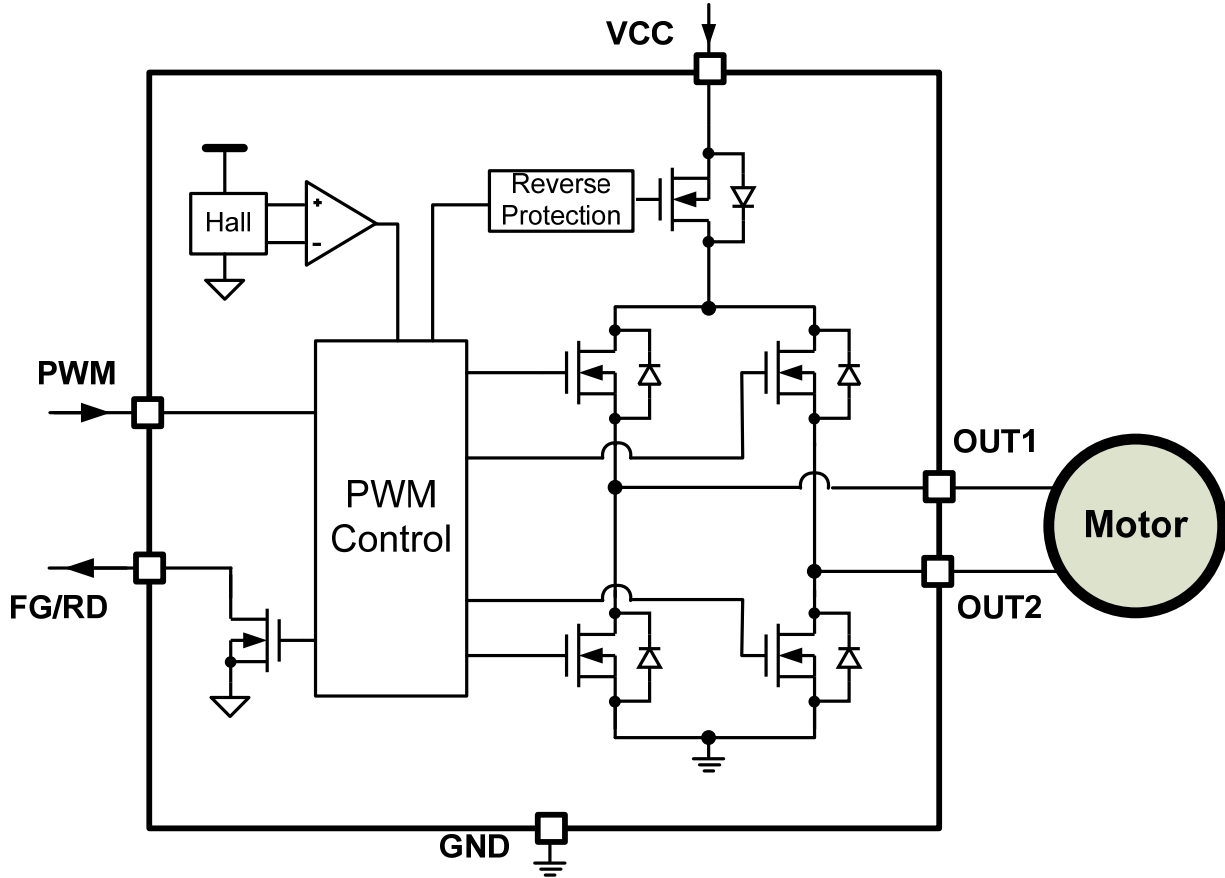 VCC
Reverse
Protection
Hall
+
-
PWM
OUT1
PWM
Control
Motor
FG/RD
OUT2
GND